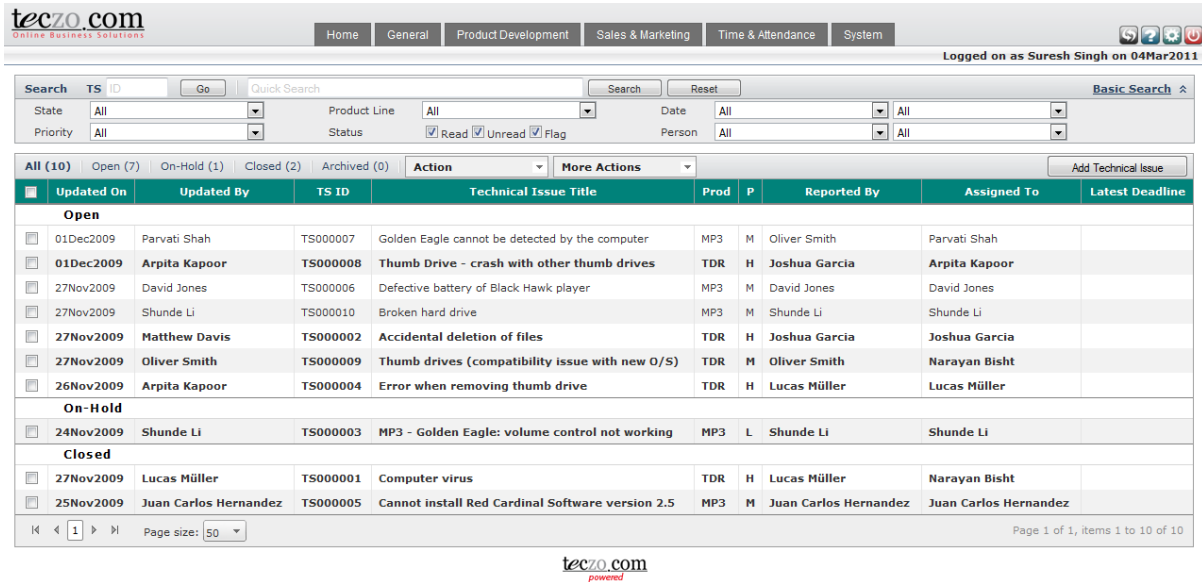 teczo.com
Online Business Solutions
Home General Product Development Sales & Marketing Time & Attendance System
Logged on as Suresh Singh on 04Mar2011
Search TS ID Go Quick Search Search Reset Basic Search
State All Product Line All Date All All
Priority All Status Read Unread Flag Person All All
All (10) Open (7) On-Hold (1) Closed (2) Archived (0) Action More Actions Add Technical Issue
Updated On Updated By TS ID Technical Issue Title Prod P Reported By Assigned To Latest Deadline
Open
01Dec2009 Parvati Shah TS000007 Golden Eagle cannot be detected by the computer MP3 M Oliver Smith Parvati Shah
01Dec2009 Arpita Kapoor TS000008 Thumb Drive - crash with other thumb drives TDR H Joshua Garcia Arpita Kapoor
27Nov2009 David Jones TS000006 Defective battery of Black Hawk player MP3 M David Jones David Jones
27Nov2009 Shunde Li TS000010 Broken hard drive MP3 M Shunde Li Shunde Li
27Nov2009 Matthew Davis TS000002 Accidental deletion of files TDR H Joshua Garcia Joshua Garcia
27Nov2009 Oliver Smith TS000009 Thumb drives (compatibility issue with new O/S) TDR M Oliver Smith Narayan Bisht
26Nov2009 Arpita Kapoor TS000004 Error when removing thumb drive TDR H Lucas Müller Lucas Müller
On-Hold
24Nov2009 Shunde Li TS000003 MP3 - Golden Eagle: volume control not working MP3 L Shunde Li Shunde Li
Closed
27Nov2009 Lucas Müller TS000001 Computer virus TDR H Lucas Müller Narayan Bisht
25Nov2009 Juan Carlos Hernandez TS000005 Cannot install Red Cardinal Software version 2.5 MP3 M Juan Carlos Hernandez Juan Carlos Hernandez
1 Page size: 50 Page 1 of 1, items 1 to 10 of 10
teczo.com
powered